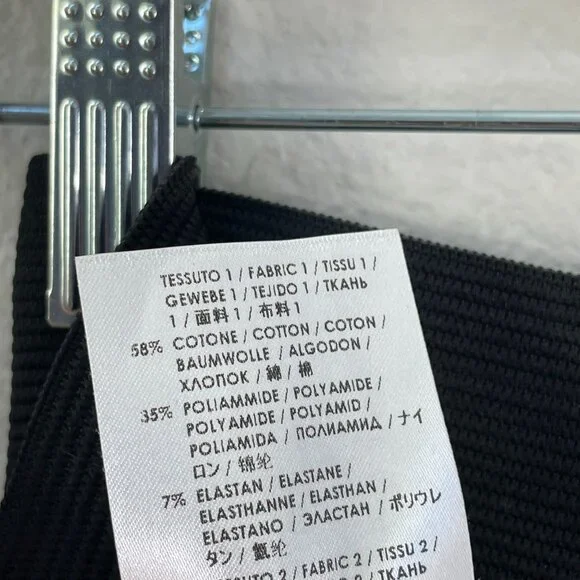 TESSUTO 1 / FABRIC 1 / TISSU 1 /
GEWEBE 1 / TEJIDO 1 / ТКАНЬ
1 / 面料1 / 布料1
58% COTONE / COTTON / COTON /
BAUMWOLLE / ALGODON /
ХЛОПОК / 綿 / 棉
35% POLIAMMIDE / POLYAMIDE /
POLYAMIDE / POLYAMID /
POLIAMIDA / ПОЛИАМИД / ナイ
ロン / 锦纶
7% ELASTAN / ELASTANE /
ELASTHANNE / ELASTHAN /
ELASTANO / ЭЛАСТАН / ポリウレ
タン / 氨纶
TESSUTO 2 / FABRIC 2 / TISSU 2 /
2 / ТКАНЬ